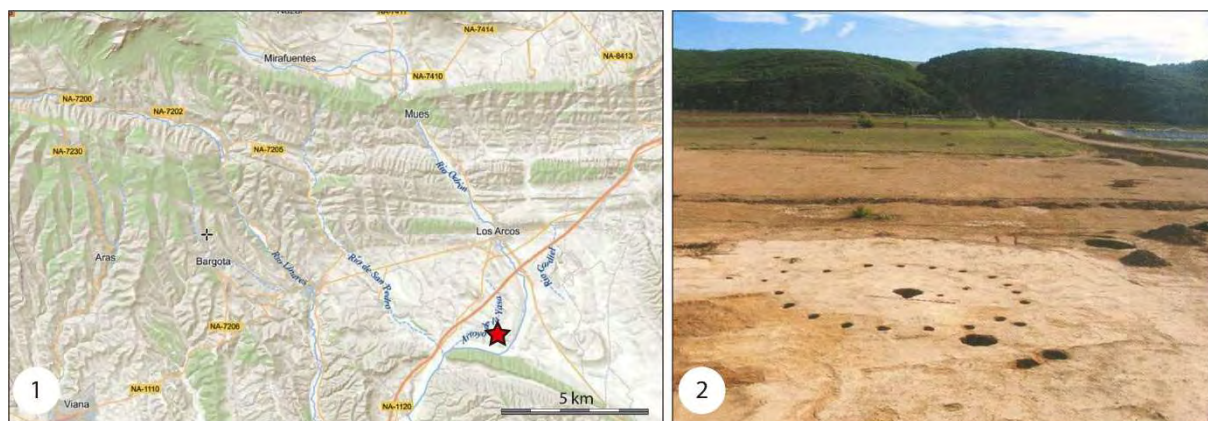 Mirafuentes
NA-7414
NA-8413
NA-7410
NA-7200
NA-7202
Mues
NA-7230
NA-7205
Río Odrón
Los Arcos
Aras
Bargota
Río Linares
Río de San Pedro
Río Cardiel
NA-7206
Arroyo
Yasa
NA-1110
NA-1120
Viana
5 km
1
2